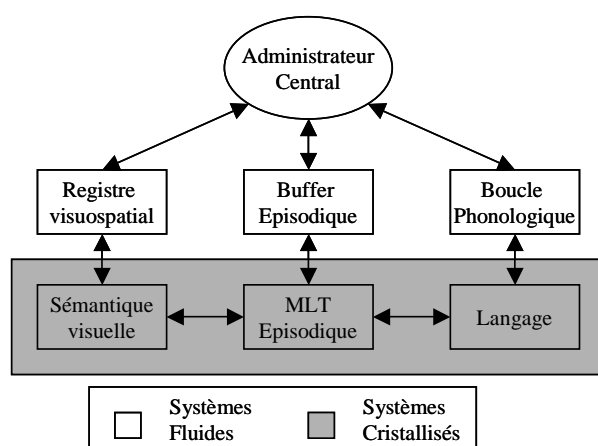 Administrateur
Central
Registre
visuospatial
Buffer
Episodique
Boucle
Phonologique
Sémantique
visuelle
MLT
Episodique
Langage
Systèmes
Fluides
Systèmes
Cristallisés